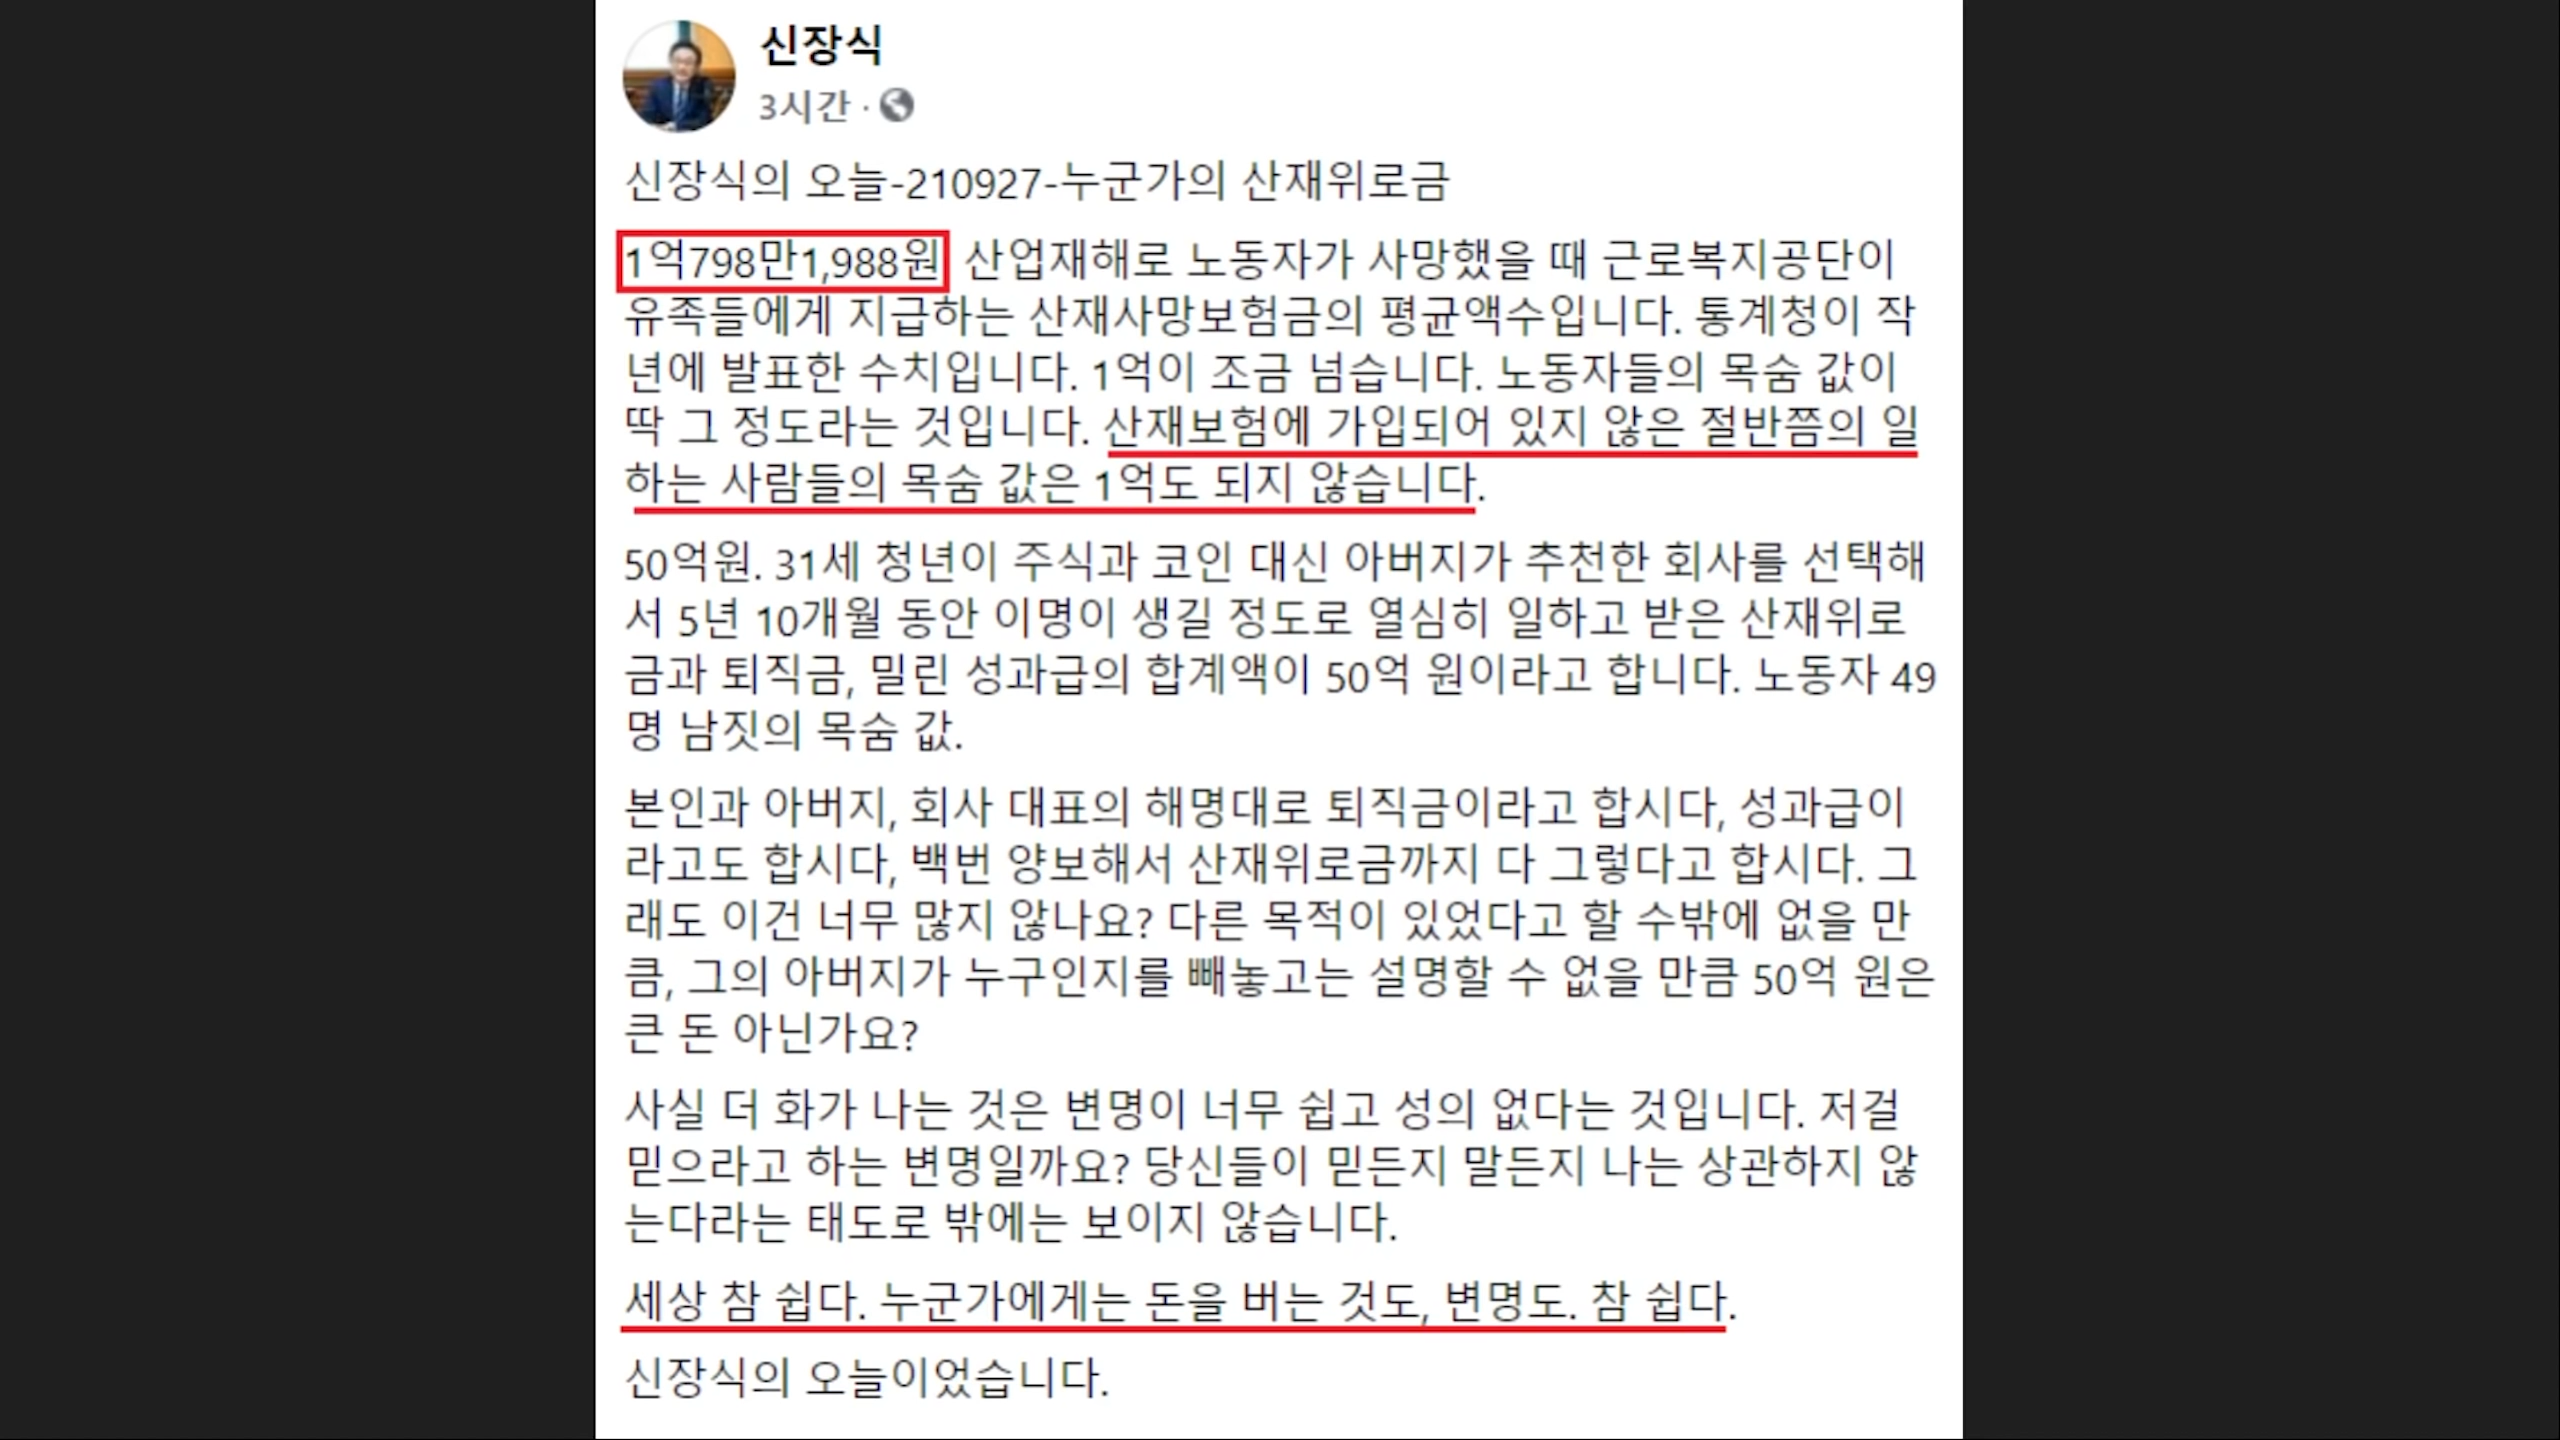 신장식
3시간 ·
신장식의 오늘-210927-누군가의 산재위로금
1억798만1,988원 산업재해로 노동자가 사망했을 때 근로복지공단이
유족들에게 지급하는 산재사망보험금의 평균액수입니다. 통계청이 작
년에 발표한 수치입니다. 1억이 조금 넘습니다. 노동자들의 목숨 값이
딱 그 정도라는 것입니다. 산재보험에 가입되어 있지 않은 절반쯤의 일
하는 사람들의 목숨 값은 1억도 되지 않습니다.
50억원. 31세 청년이 주식과 코인 대신 아버지가 추천한 회사를 선택해
서 5년 10개월 동안 이명이 생길 정도로 열심히 일하고 받은 산재위로
금과 퇴직금, 밀린 성과급의 합계액이 50억 원이라고 합니다. 노동자 49
명 남짓의 목숨 값.
본인과 아버지, 회사 대표의 해명대로 퇴직금이라고 합시다, 성과급이
라고도 합시다, 백번 양보해서 산재위로금까지 다 그렇다고 합시다. 그
래도 이건 너무 많지 않나요? 다른 목적이 있었다고 할 수밖에 없을 만
큼, 그의 아버지가 누구인지를 빼놓고는 설명할 수 없을 만큼 50억 원은
큰 돈 아닌가요?
사실 더 화가 나는 것은 변명이 너무 쉽고 성의 없다는 것입니다. 저걸
믿으라고 하는 변명일까요? 당신들이 믿든지 말든지 나는 상관하지 않
는다라는 태도로 밖에는 보이지 않습니다.
세상 참 쉽다. 누군가에게는 돈을 버는 것도, 변명도. 참 쉽다.
신장식의 오늘이었습니다.